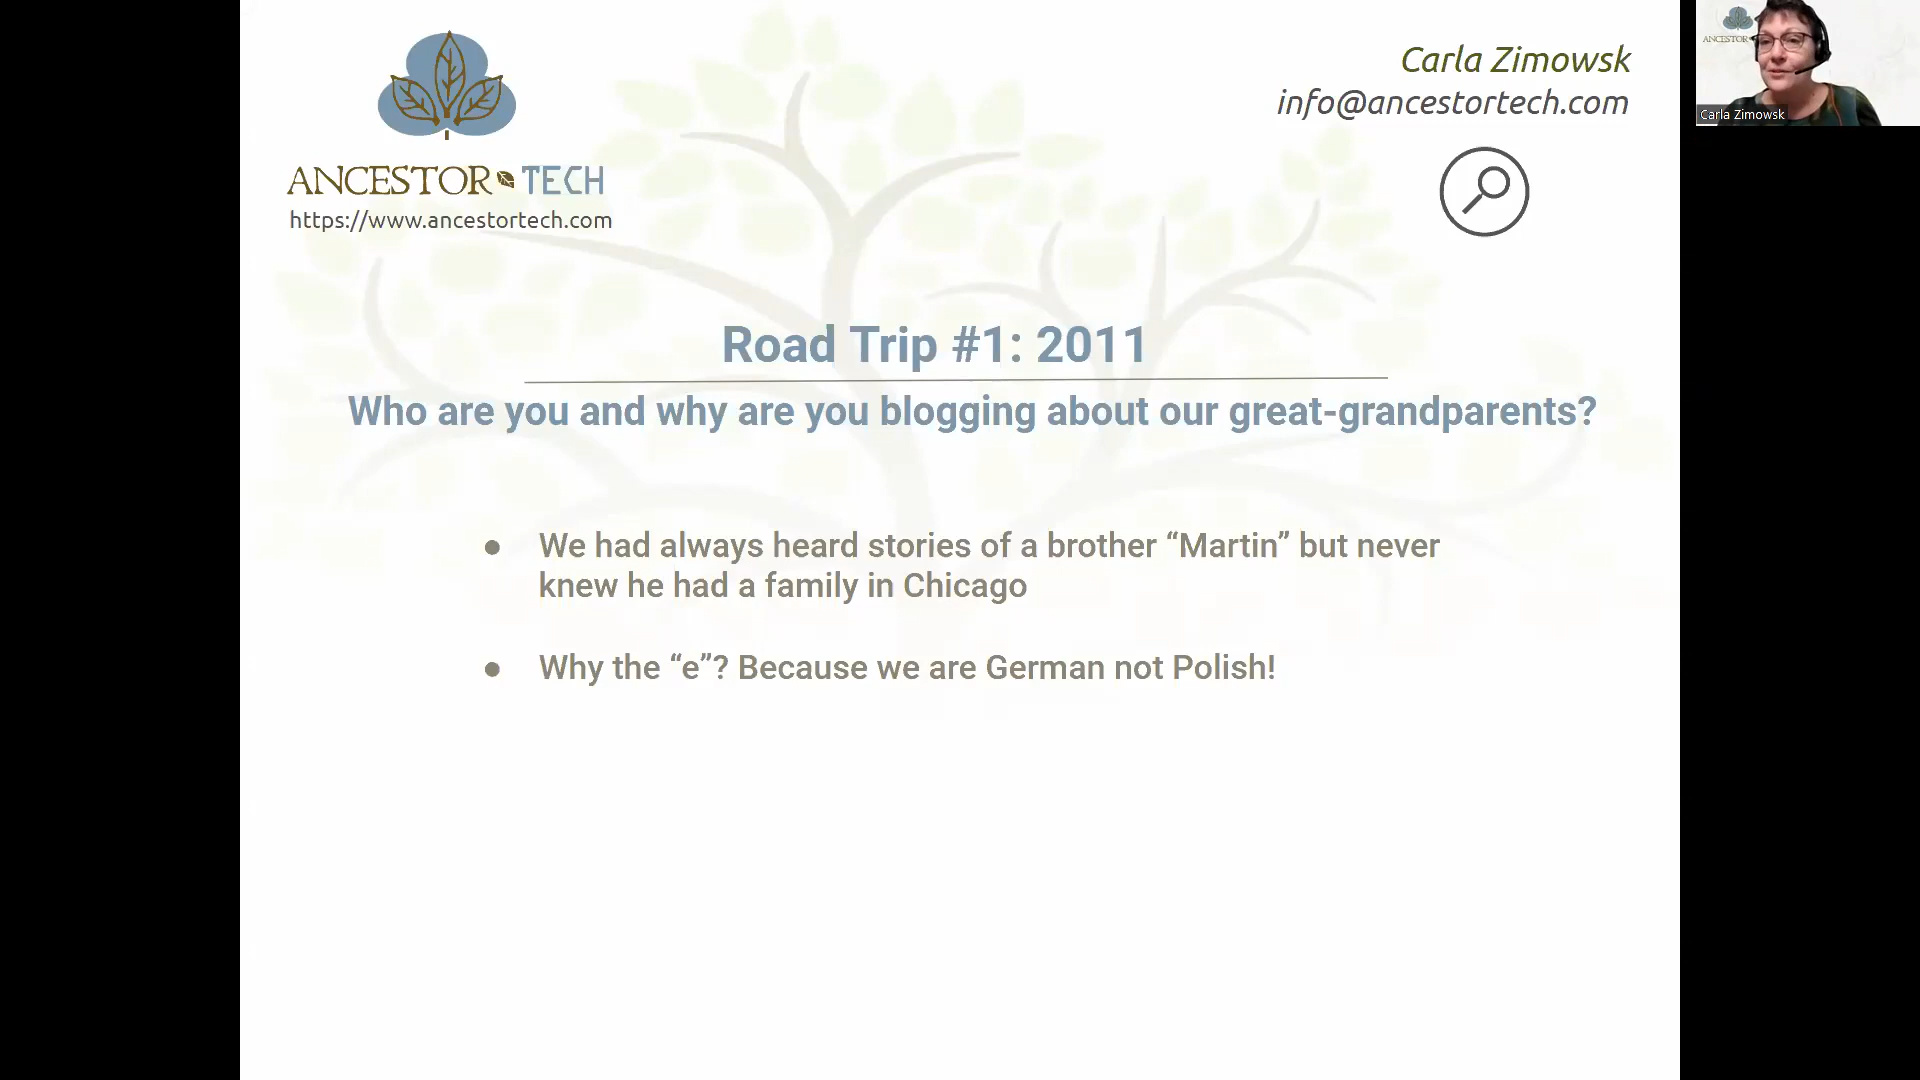 ANCESTOR TECH
https://www.ancestortech.com
Carla Zimowsk
info@ancestortech.com
ANCESTOR
Carla Zimowsk
Road Trip #1: 2011
Who are you and why are you blogging about our great-grandparents?
● We had always heard stories of a brother “Martin” but never
knew he had a family in Chicago
● Why the “e”? Because we are German not Polish!